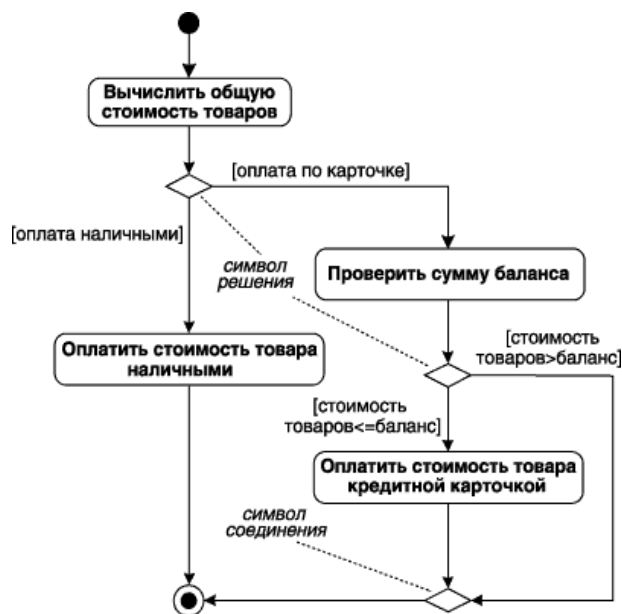 Вычислить общую
стоимость товаров
[оплата по карточке]
[оплата наличными]
символ
решения
Проверить сумму баланса
Оплатить стоимость товара
наличными
[стоимость
товаров>баланс]
[стоимость
товаров<=баланс]
Оплатить стоимость товара
кредитной карточкой
символ
соединения